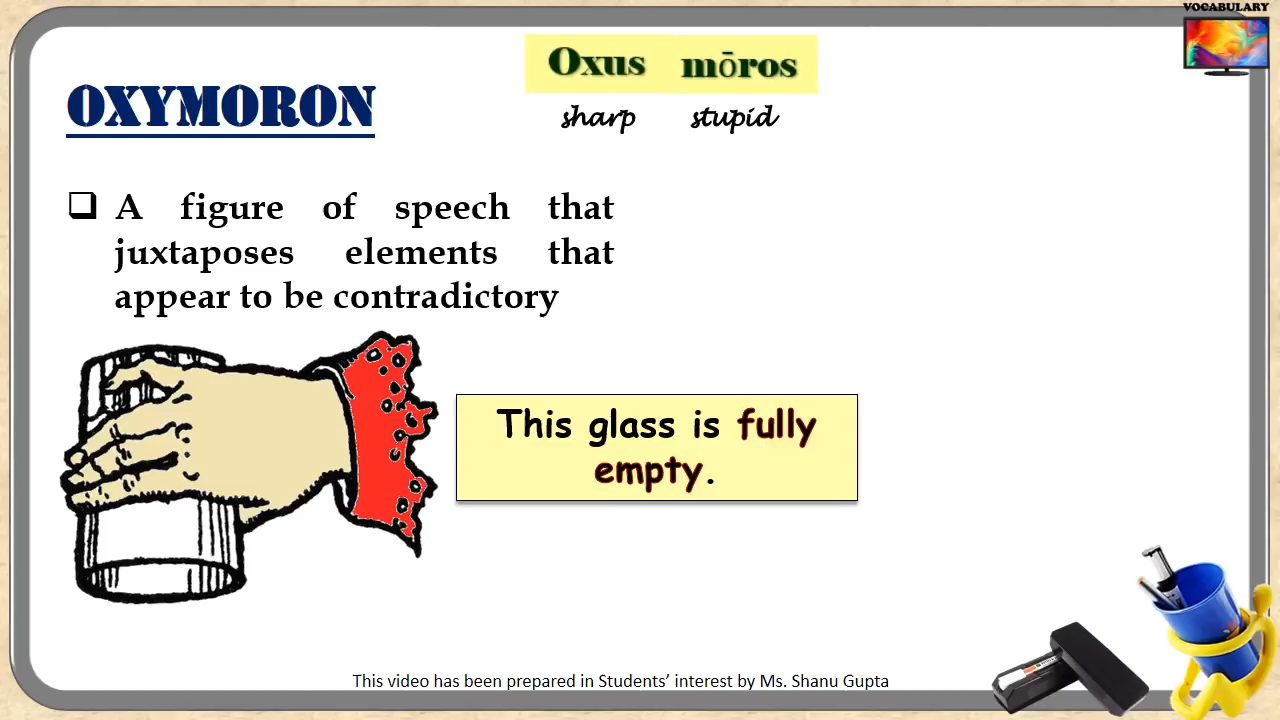 VOCABULARY
Oxus mōros
sharp stupid
OXYMORON
A figure of speech that
juxtaposes elements that
appear to be contradictory
This glass is fully
empty.
This video has been prepared in Students’ interest by Ms. Shanu Gupta